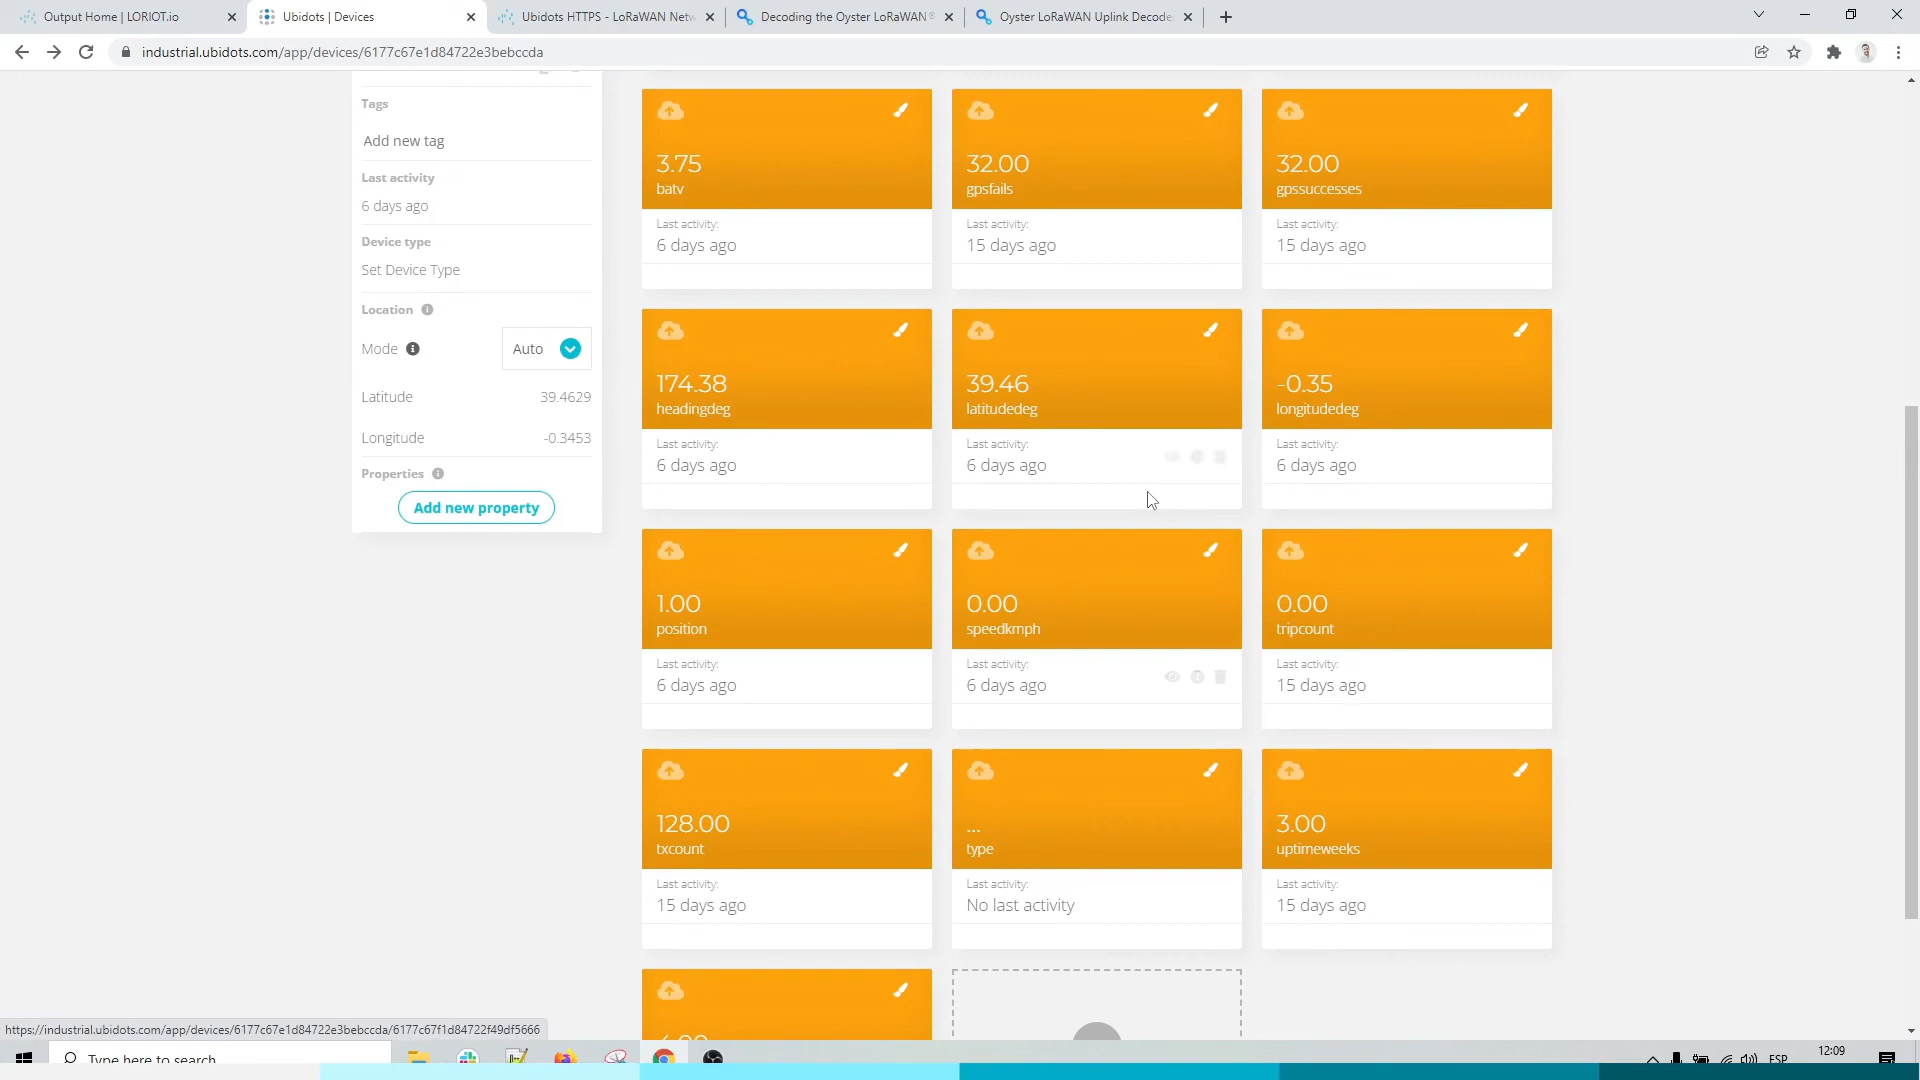 Output Home | LORIOT.io
Ubidots | Devices
Ubidots HTTPS - LoRaWAN Netw
Decoding the Oyster LoRaWAN®
Oyster LoRaWAN Uplink Decode
industrial.ubidots.com/app/devices/6177c67e1d84722e3bebccda
Tags
Add new tag
Last activity
6 days ago
Device type
Set Device Type
Location
Mode
Auto
Latitude 39.4629
Longitude -0.3453
Properties
Add new property
3.75
batv
Last activity:
6 days ago
32.00
gpsfails
Last activity:
15 days ago
32.00
gpssuccesses
Last activity:
15 days ago
174.38
headingdeg
Last activity:
6 days ago
39.46
latitudedeg
Last activity:
6 days ago
-0.35
longitudedeg
Last activity:
6 days ago
1.00
position
Last activity:
6 days ago
0.00
speedkmph
Last activity:
6 days ago
0.00
tripcount
Last activity:
15 days ago
128.00
txcount
Last activity:
15 days ago
...
type
Last activity:
No last activity
3.00
uptimeweeks
Last activity:
15 days ago
https://industrial.ubidots.com/app/devices/6177c67e1d84722e3bebccda/6177c67f1d84722f49df5666
Type here to search
ESP
12:09